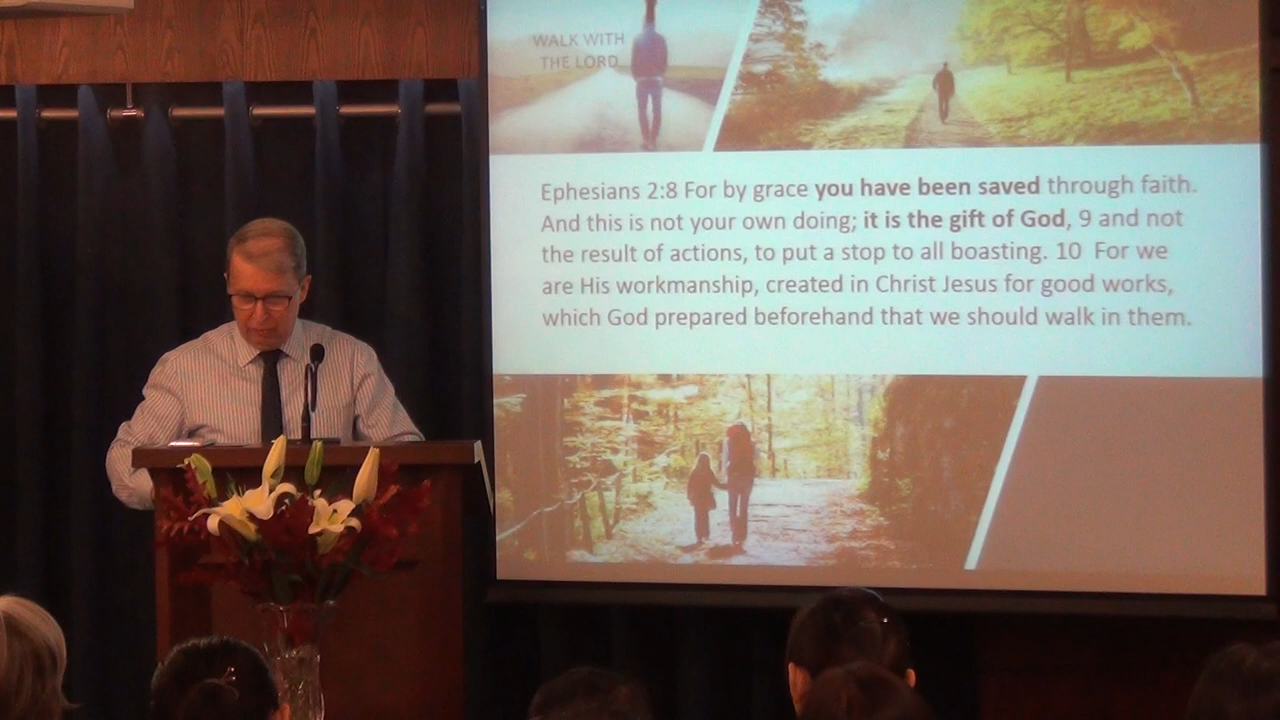 WALK WITH
THE LORD
Ephesians 2:8 For by grace you have been saved through faith.
And this is not your own doing; it is the gift of God, 9 and not
the result of actions, to put a stop to all boasting. 10 For we
are His workmanship, created in Christ Jesus for good works,
which God prepared beforehand that we should walk in them.